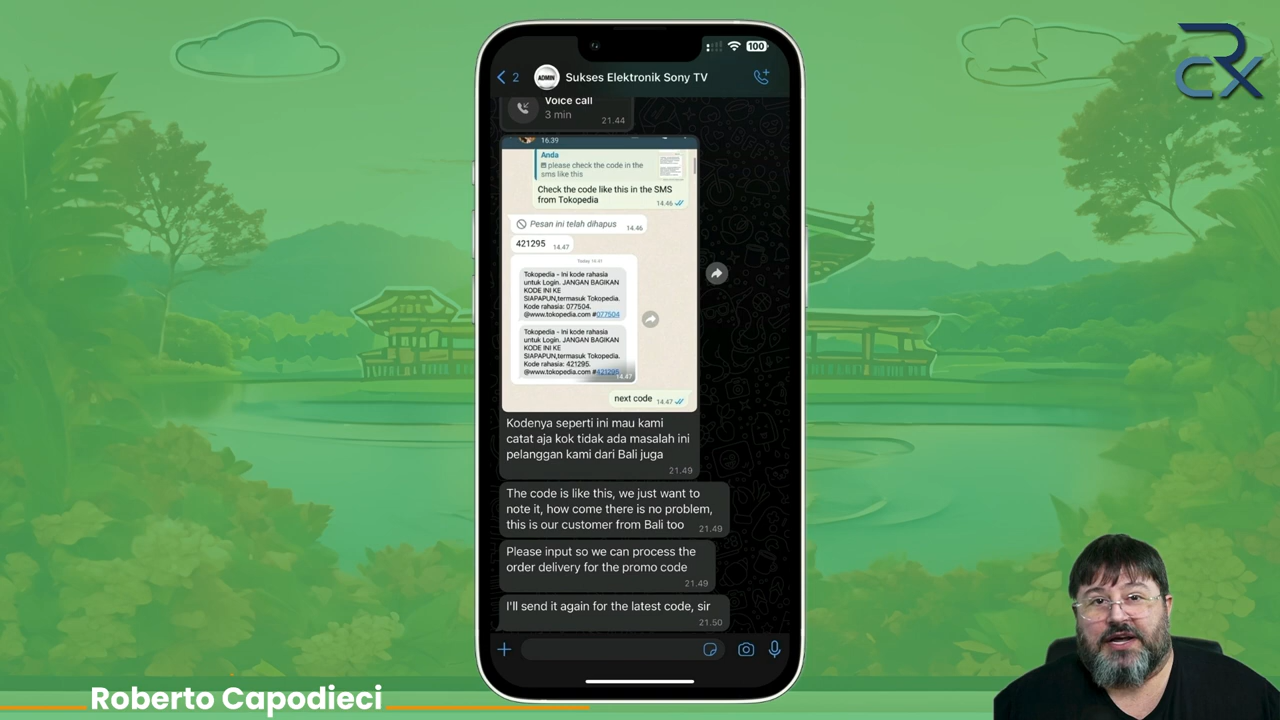 100
2
ADMIN
Sukses Elektronik Sony TV
Voice call
3 min
21.44
16.39
Anda
please check the code in the
sms like this
Check the code like this in the SMS
from Tokopedia
14.46
Pesan ini telah dihapus
14.46
421295
14.47
Tokopedia - Ini kode rahasia
untuk Login. JANGAN BAGIKAN
KODE INI KE
SIAPAPUN,termasuk Tokopedia.
Kode rahasia: 077504.
@www.tokopedia.com #077504
Tokopedia - Ini kode rahasia
untuk Login. JANGAN BAGIKAN
KODE INI KE
SIAPAPUN,termasuk Tokopedia.
Kode rahasia: 421295.
@www.tokopedia.com #421295
14.47
next code
14.47
Kodenya seperti ini mau kami
catat aja kok tidak ada masalah ini
pelanggan kami dari Bali juga
21.49
The code is like this, we just want to
note it, how come there is no problem,
this is our customer from Bali too
21.49
Please input so we can process the
order delivery for the promo code
21.49
I'll send it again for the latest code, sir
21.50
Roberto Capodieci